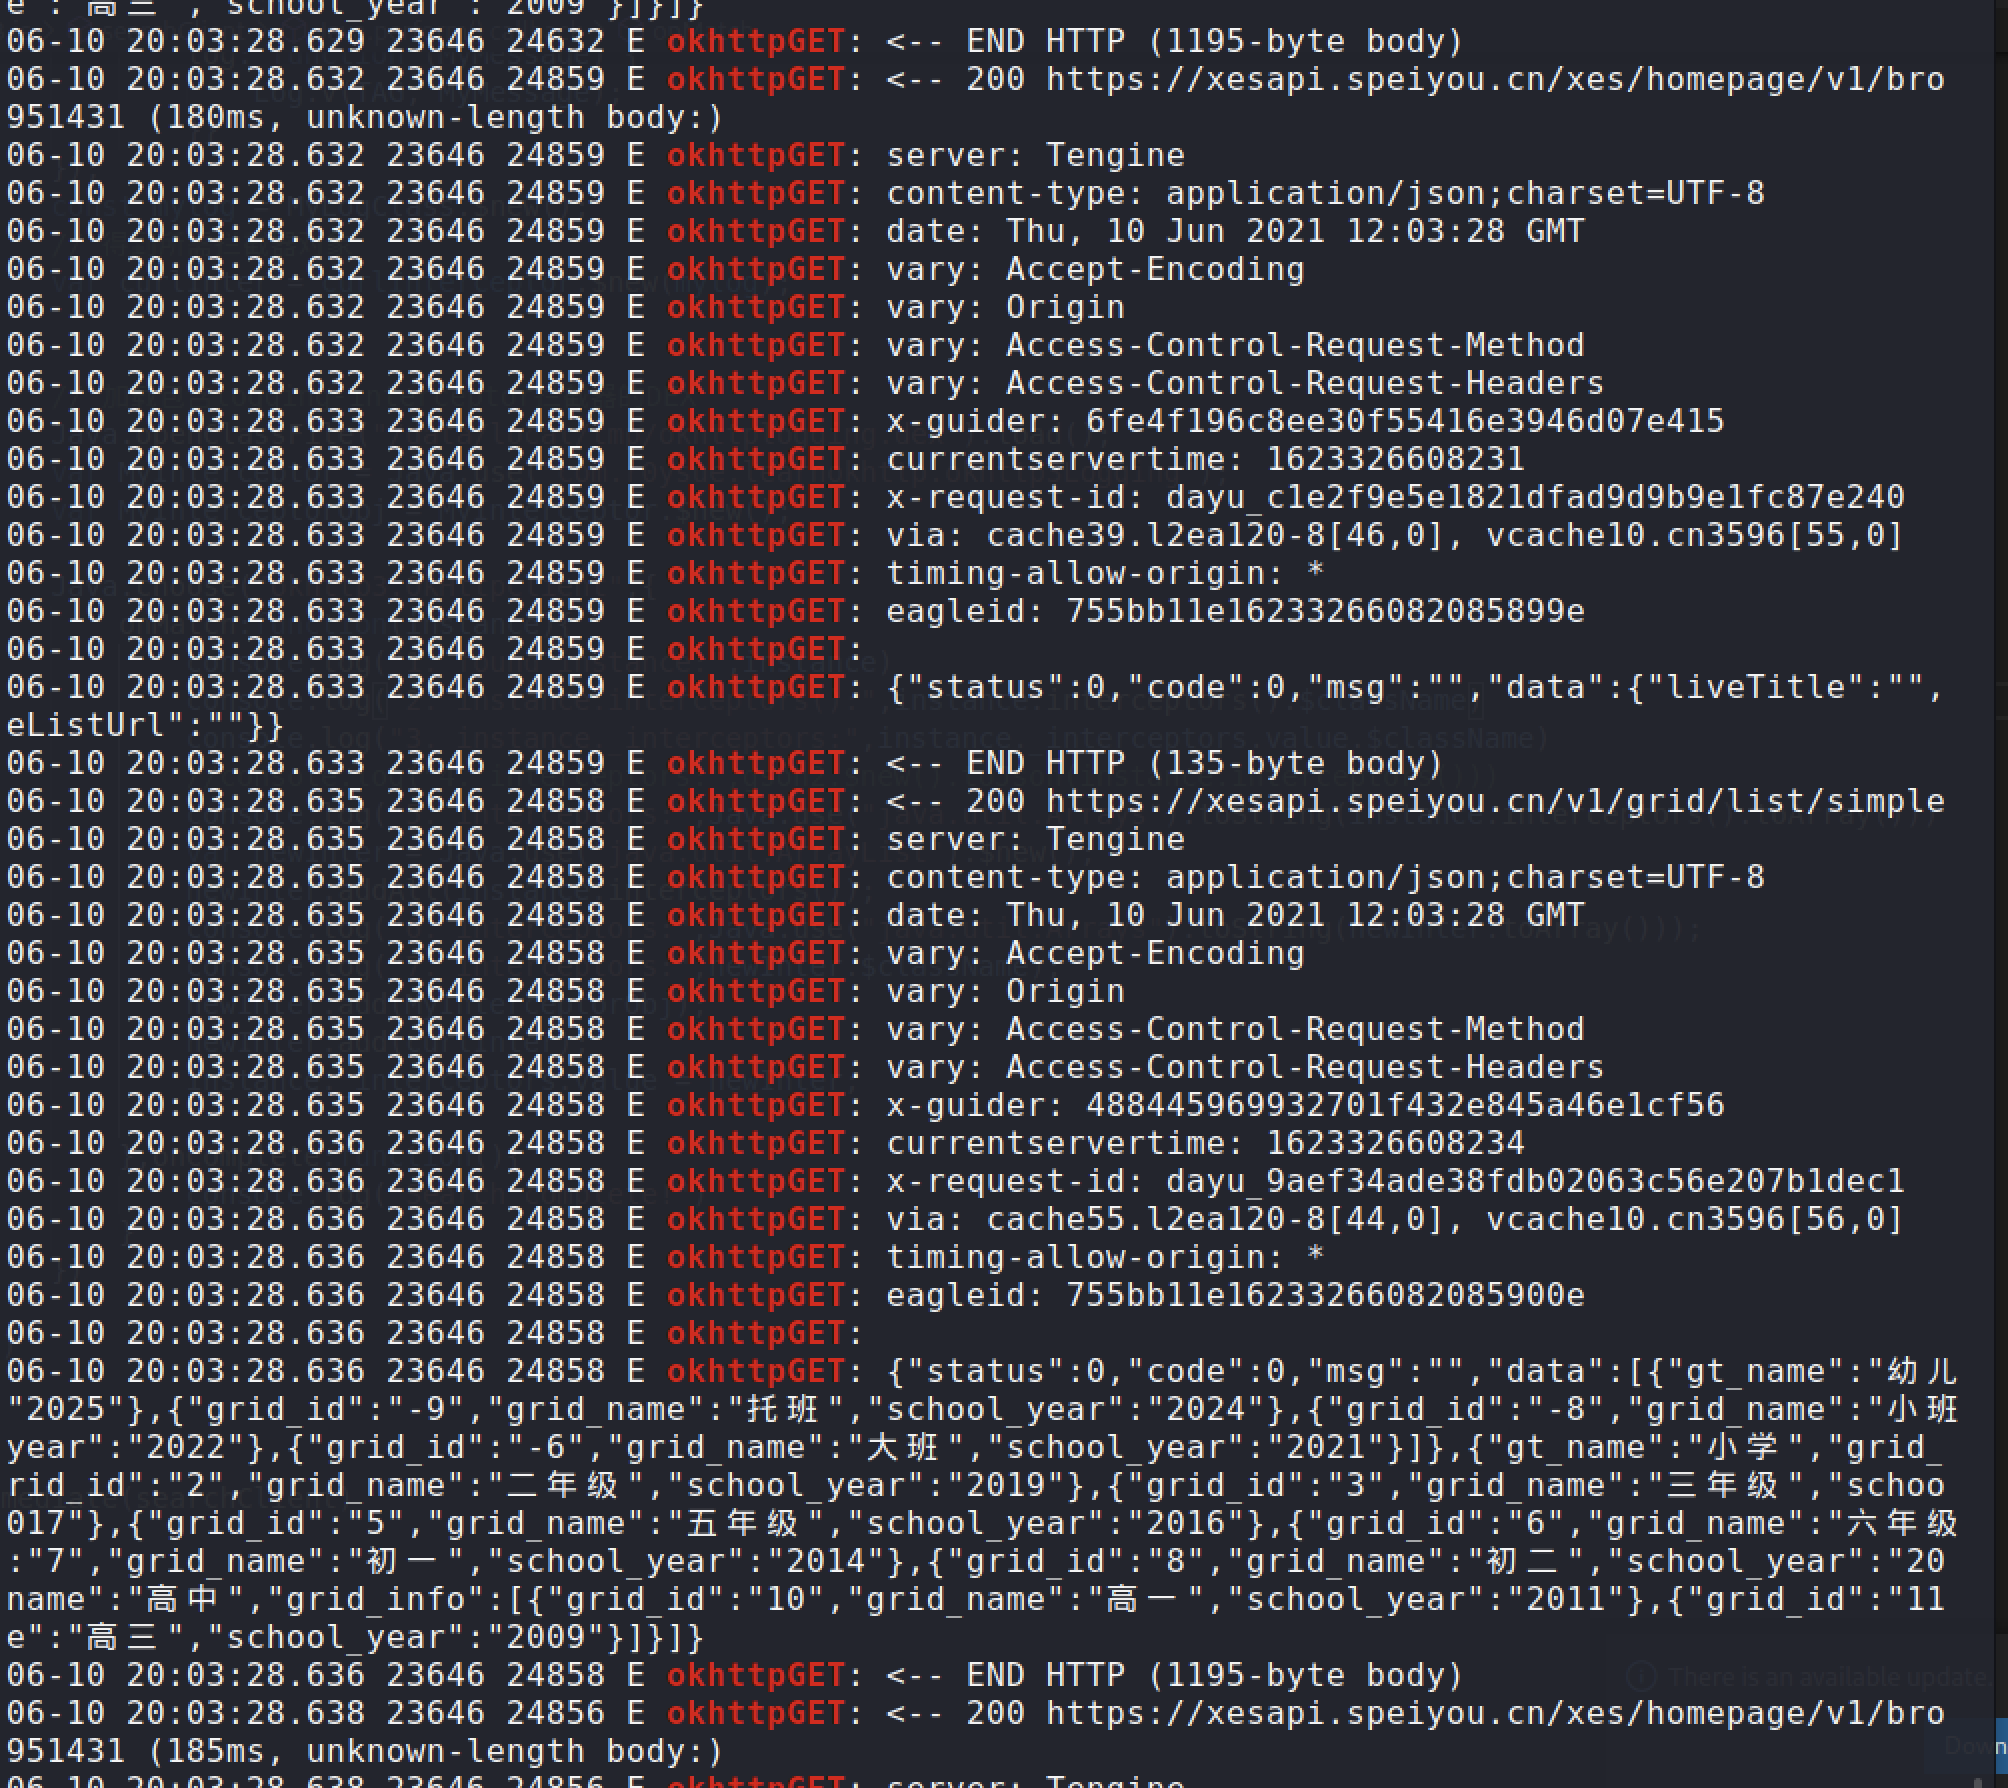 e":"高三","school_year":"2009"}]}]}
06-10 20:03:28.629 23646 24632 E okhttpGET: <-- END HTTP (1195-byte body)
06-10 20:03:28.632 23646 24859 E okhttpGET: <-- 200 https://xesapi.speiyou.cn/xes/homepage/v1/bro
951431 (180ms, unknown-length body:)
06-10 20:03:28.632 23646 24859 E okhttpGET: server: Tengine
06-10 20:03:28.632 23646 24859 E okhttpGET: content-type: application/json;charset=UTF-8
06-10 20:03:28.632 23646 24859 E okhttpGET: date: Thu, 10 Jun 2021 12:03:28 GMT
06-10 20:03:28.632 23646 24859 E okhttpGET: vary: Accept-Encoding
06-10 20:03:28.632 23646 24859 E okhttpGET: vary: Origin
06-10 20:03:28.632 23646 24859 E okhttpGET: vary: Access-Control-Request-Method
06-10 20:03:28.632 23646 24859 E okhttpGET: vary: Access-Control-Request-Headers
06-10 20:03:28.633 23646 24859 E okhttpGET: x-guider: 6fe4f196c8ee30f55416e3946d07e415
06-10 20:03:28.633 23646 24859 E okhttpGET: currentservertime: 1623326608231
06-10 20:03:28.633 23646 24859 E okhttpGET: x-request-id: dayu_c1e2f9e5e1821dfad9d9b9e1fc87e240
06-10 20:03:28.633 23646 24859 E okhttpGET: via: cache39.l2ea120-8[46,0], vcache10.cn3596[55,0]
06-10 20:03:28.633 23646 24859 E okhttpGET: timing-allow-origin: *
06-10 20:03:28.633 23646 24859 E okhttpGET: eagleid: 755bb11e16233266082085899e
06-10 20:03:28.633 23646 24859 E okhttpGET:
06-10 20:03:28.633 23646 24859 E okhttpGET: {"status":0,"code":0,"msg":"","data":{"liveTitle":"",
eListUrl":""}}
06-10 20:03:28.633 23646 24859 E okhttpGET: <-- END HTTP (135-byte body)
06-10 20:03:28.635 23646 24858 E okhttpGET: <-- 200 https://xesapi.speiyou.cn/v1/grid/list/simple
06-10 20:03:28.635 23646 24858 E okhttpGET: server: Tengine
06-10 20:03:28.635 23646 24858 E okhttpGET: content-type: application/json;charset=UTF-8
06-10 20:03:28.635 23646 24858 E okhttpGET: date: Thu, 10 Jun 2021 12:03:28 GMT
06-10 20:03:28.635 23646 24858 E okhttpGET: vary: Accept-Encoding
06-10 20:03:28.635 23646 24858 E okhttpGET: vary: Origin
06-10 20:03:28.635 23646 24858 E okhttpGET: vary: Access-Control-Request-Method
06-10 20:03:28.635 23646 24858 E okhttpGET: vary: Access-Control-Request-Headers
06-10 20:03:28.635 23646 24858 E okhttpGET: x-guider: 488445969932701f432e845a46e1cf56
06-10 20:03:28.636 23646 24858 E okhttpGET: currentservertime: 1623326608234
06-10 20:03:28.636 23646 24858 E okhttpGET: x-request-id: dayu_9aef34ade38fdb02063c56e207b1dec1
06-10 20:03:28.636 23646 24858 E okhttpGET: via: cache55.l2ea120-8[44,0], vcache10.cn3596[56,0]
06-10 20:03:28.636 23646 24858 E okhttpGET: timing-allow-origin: *
06-10 20:03:28.636 23646 24858 E okhttpGET: eagleid: 755bb11e16233266082085900e
06-10 20:03:28.636 23646 24858 E okhttpGET:
06-10 20:03:28.636 23646 24858 E okhttpGET: {"status":0,"code":0,"msg":"","data":[{"gt_name":"幼儿
"2025"},{"grid_id":"-9","grid_name":"托班","school_year":"2024"},{"grid_id":"-8","grid_name":"小班
year":"2022"},{"grid_id":"-6","grid_name":"大班","school_year":"2021"}]},{"gt_name":"小学","grid_
rid_id":"2","grid_name":"二年级","school_year":"2019"},{"grid_id":"3","grid_name":"三年级","schoo
017"},{"grid_id":"5","grid_name":"五年级","school_year":"2016"},{"grid_id":"6","grid_name":"六年级
:"7","grid_name":"初一","school_year":"2014"},{"grid_id":"8","grid_name":"初二","school_year":"20
name":"高中","grid_info":[{"grid_id":"10","grid_name":"高一","school_year":"2011"},{"grid_id":"11
e":"高三","school_year":"2009"}]}]}
06-10 20:03:28.636 23646 24858 E okhttpGET: <-- END HTTP (1195-byte body)
There is an available update.
06-10 20:03:28.638 23646 24856 E okhttpGET: <-- 200 https://xesapi.speiyou.cn/xes/homepage/v1/bro
951431 (185ms, unknown-length body:)
06-10 20:03:28.638 23646 24856 E okhttpGET: server: Tengine